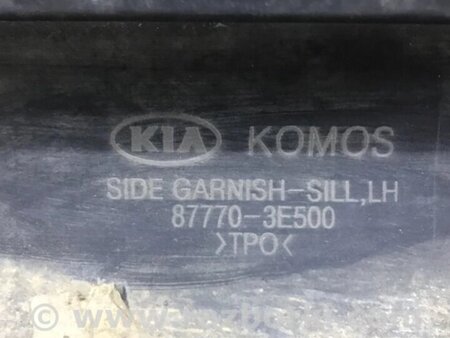 KIA KOMOS
SIDE GARNISH-SILL,LH
87770-3E500
>TPO<